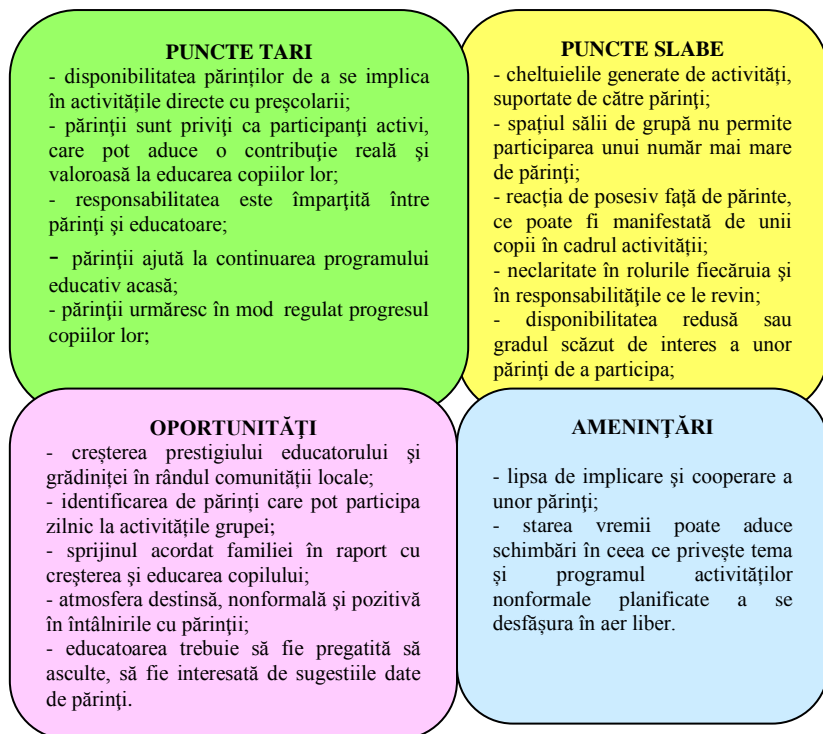 PUNCTE TARI
- disponibilitatea părinților de a se implica
în activitățile directe cu preșcolarii;
- părinții sunt priviți ca participanți activi,
care pot aduce o contribuție reală și
valoroasă la educarea copiilor lor;
- responsabilitatea este împarțită între
părinți și educatoare;
- părinții ajută la continuarea programului
educativ acasă;
- părinții urmăresc în mod regulat progresul
copiilor lor;
PUNCTE SLABE
- cheltuielile generate de activități,
suportate de către părinți;
- spațiul sălii de grupă nu permite
participarea unui număr mai mare
de părinți;
- reacția de posesiv față de părinte,
ce poate fi manifestată de unii
copii în cadrul activității;
- neclaritate în rolurile fiecăruia și
în responsabilitățile ce le revin;
- disponibilitatea redusă sau
gradul scăzut de interes a unor
părinți de a participa;
OPORTUNITĂŢI
- creșterea prestigiului educatorului și
grădiniței în rândul comunității locale;
- identificarea de părinți care pot participa
zilnic la activitățile grupei;
- sprijinul acordat familiei în raport cu
creșterea şi educarea copilului;
- atmosfera destinsă, nonformală și pozitivă
în întâlnirile cu părinții;
- educatoarea trebuie să fie pregatită să
asculte, să fie interesată de sugestiile date
de părinți.
AMENINŢĂRI
- lipsa de implicare şi cooperare a
unor părinți;
- starea vremii poate aduce
schimbări în ceea ce privește tema
și programul activităților
nonformale planificate a se
desfășura în aer liber.